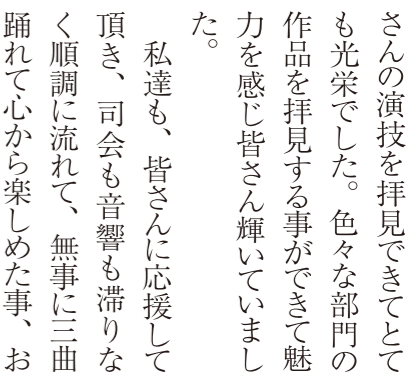 さんの演技を拝見できてとて
も光栄でした。色々な部門の
作品を拝見する事ができて魅
力を感じ皆さん輝いていまし
た。
　私達も、皆さんに応援して
頂き、司会も音響も滞りな
く順調に流れて、無事に三曲
踊れて心から楽しめた事、お